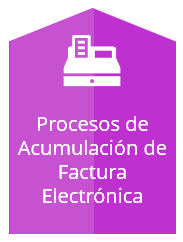 Procesos de
Acumulación de
Factura
Electrónica